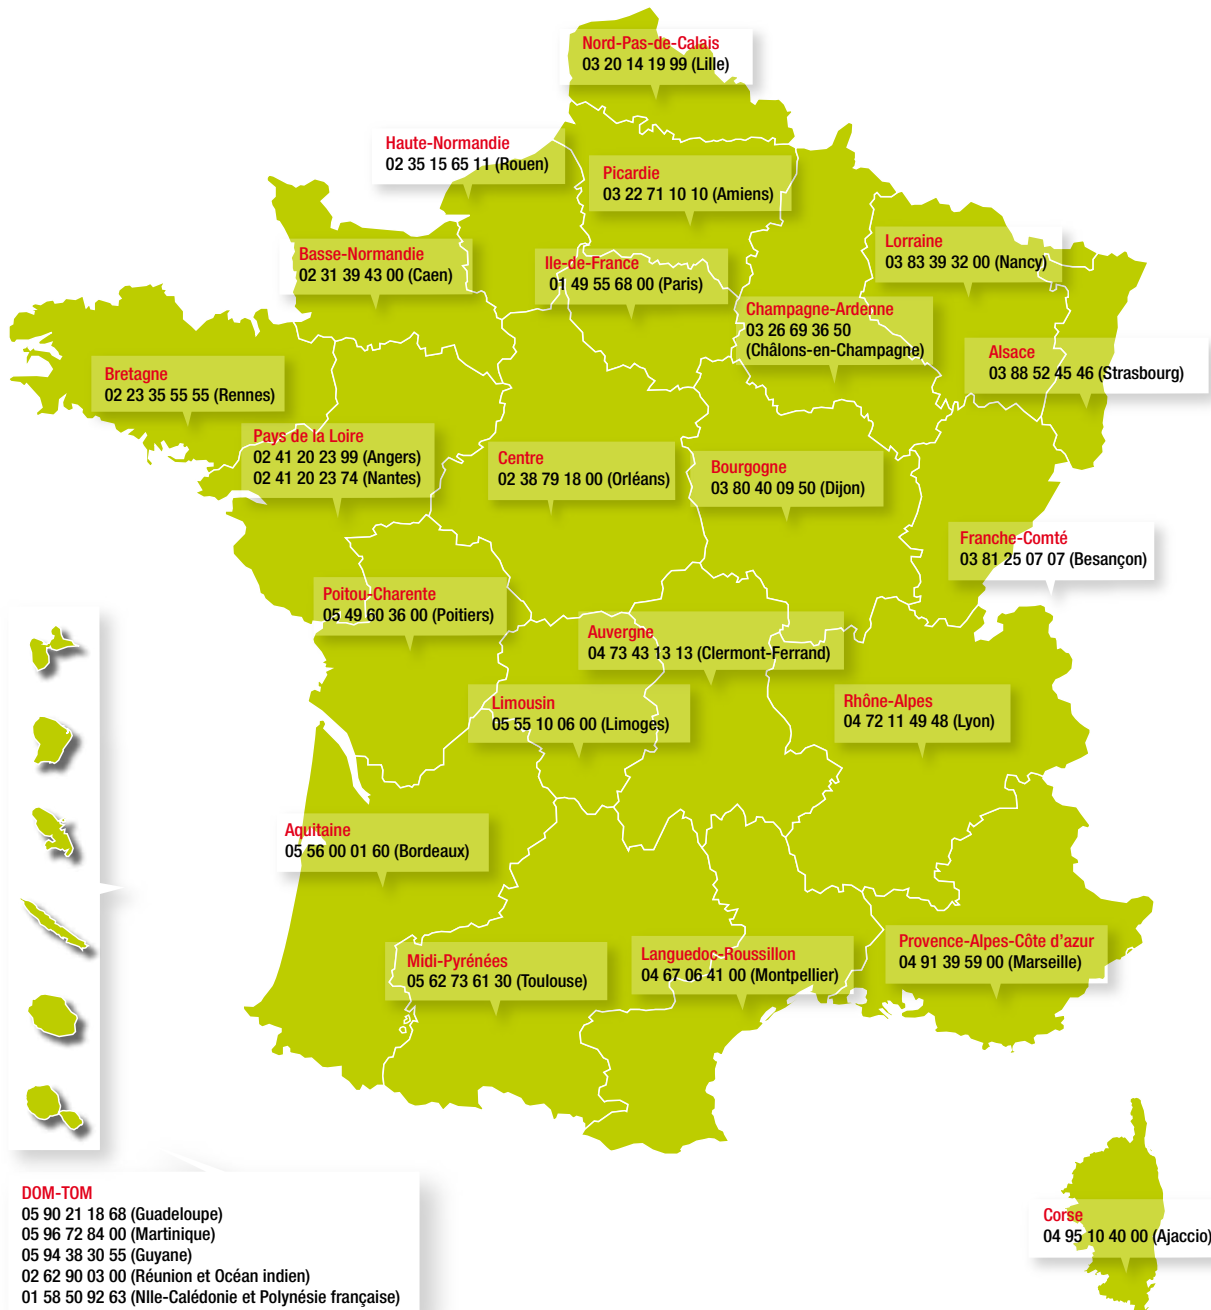 Nord-Pas-de-Calais
03 20 14 19 99 (Lille)
Haute-Normandie
02 35 15 65 11 (Rouen)
Picardie
03 22 71 10 10 (Amiens)
Basse-Normandie
02 31 39 43 00 (Caen)
Ile-de-France
01 49 55 68 00 (Paris)
Lorraine
03 83 39 32 00 (Nancy)
Champagne-Ardenne
03 26 69 36 50
(Châlons-en-Champagne)
Alsace
03 88 52 45 46 (Strasbourg)
Bretagne
02 23 35 55 55 (Rennes)
Pays de la Loire
02 41 20 23 99 (Angers)
02 41 20 23 74 (Nantes)
Centre
02 38 79 18 00 (Orléans)
Bourgogne
03 80 40 09 50 (Dijon)
Franche-Comté
03 81 25 07 07 (Besançon)
Poitou-Charente
05 49 60 36 00 (Poitiers)
Auvergne
04 73 43 13 13 (Clermont-Ferrand)
Limousin
05 55 10 06 00 (Limoges)
Rhône-Alpes
04 72 11 49 48 (Lyon)
Aquitaine
05 56 00 01 60 (Bordeaux)
Midi-Pyrénées
05 62 73 61 30 (Toulouse)
Languedoc-Roussillon
04 67 06 41 00 (Montpellier)
Provence-Alpes-Côte d'azur
04 91 39 59 00 (Marseille)
DOM-TOM
05 90 21 18 68 (Guadeloupe)
05 96 72 84 00 (Martinique)
05 94 38 30 55 (Guyane)
02 62 90 03 00 (Réunion et Océan indien)
01 58 50 92 63 (Nlle-Calédonie et Polynésie française)
Corse
04 95 10 40 00 (Ajaccio)